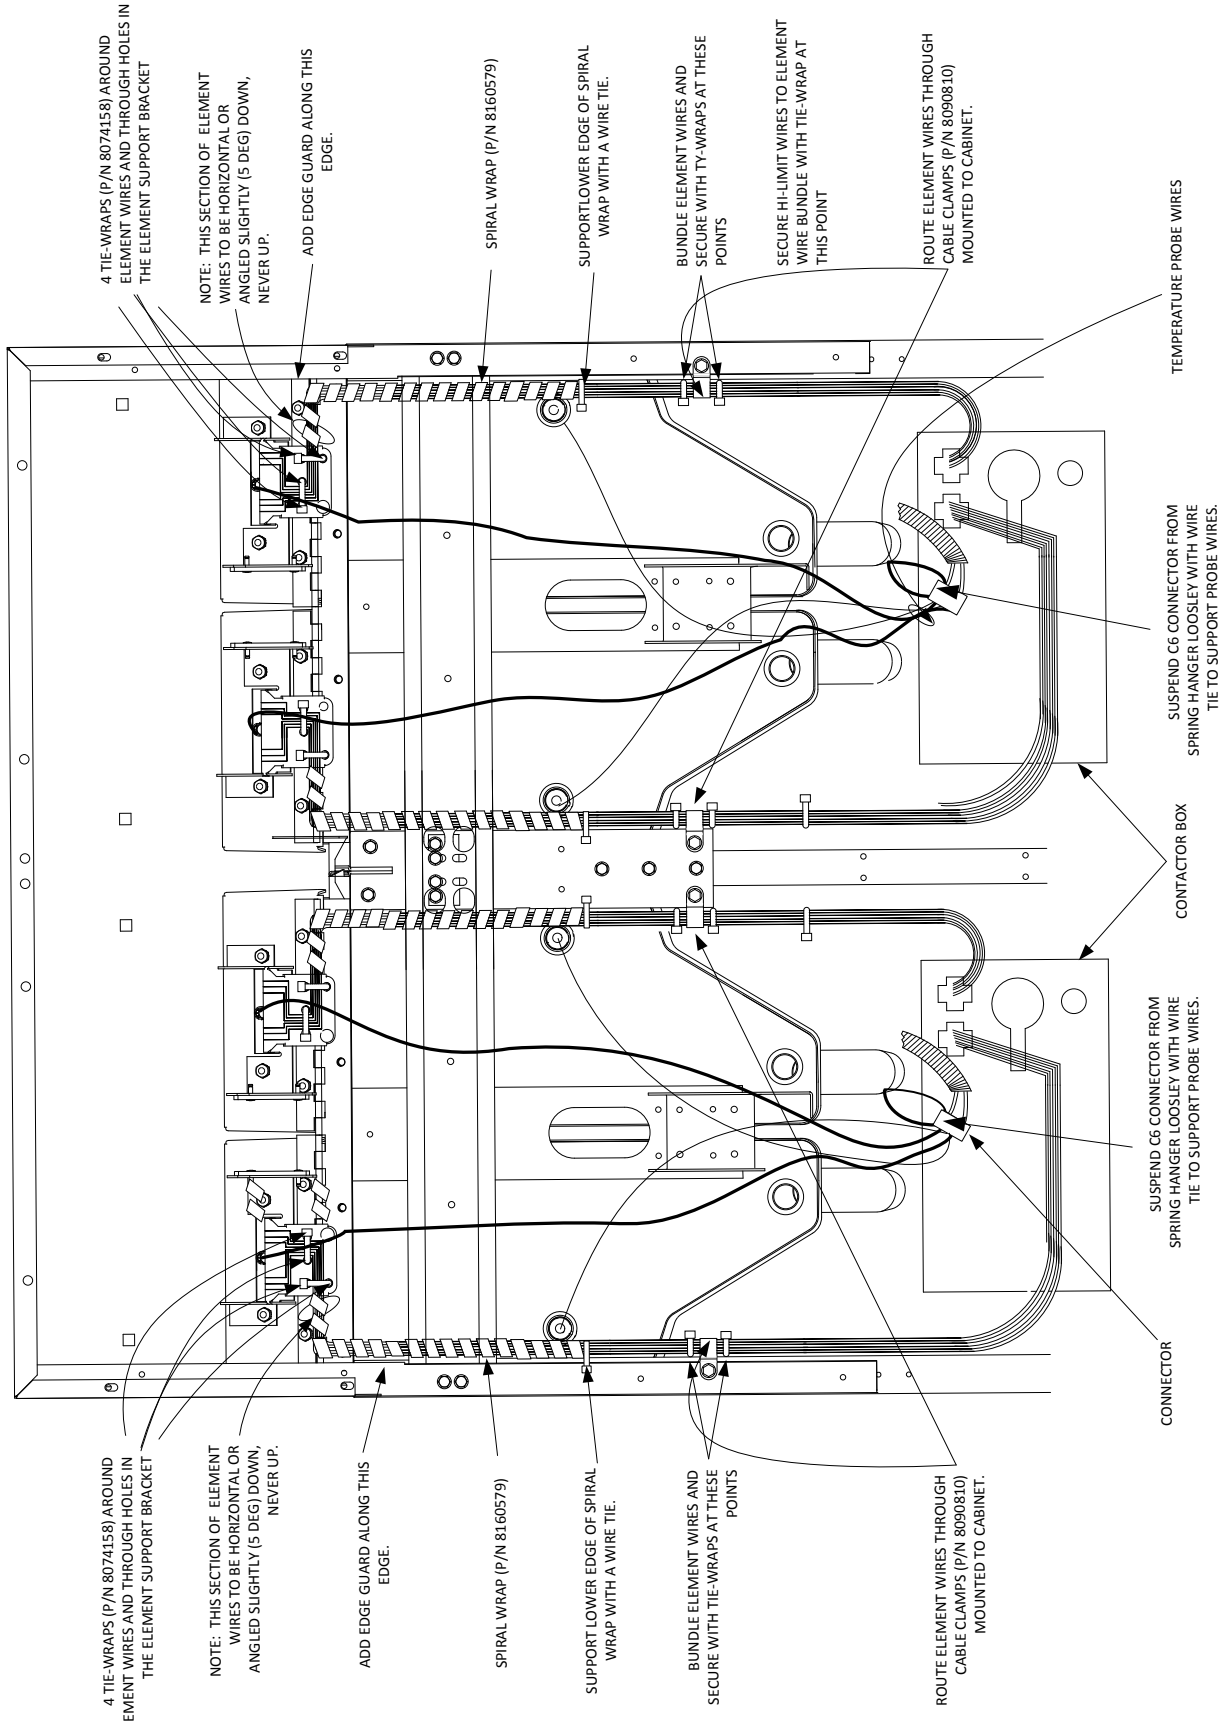 4 TIE-WRAPS (P/N 8074158) AROUND
EMENT WIRES AND THROUGH HOLES IN
THE ELEMENT SUPPORT BRACKET
NOTE: THIS SECTION OF ELEMENT
WIRES TO BE HORIZONTAL OR
ANGLED SLIGHTLY (5 DEG) DOWN,
NEVER UP.
ADD EDGE GUARD ALONG THIS
EDGE.
SPIRAL WRAP (P/N 8160579)
SUPPORT LOWER EDGE OF SPIRAL
WRAP WITH A WIRE TIE.
BUNDLE ELEMENT WIRES AND
SECURE WITH TIE-WRAPS AT THESE
POINTS
ROUTE ELEMENT WIRES THROUGH
CABLE CLAMPS (P/N 8090810)
MOUNTED TO CABINET.
CONNECTOR
SUSPEND C6 CONNECTOR FROM
SPRING HANGER LOOSLEY WITH WIRE
TIE TO SUPPORT PROBE WIRES.
CONTACTOR BOX
SUSPEND C6 CONNECTOR FROM
SPRING HANGER LOOSLEY WITH WIRE
TIE TO SUPPORT PROBE WIRES.
4 TIE-WRAPS (P/N 8074158) AROUND
ELEMENT WIRES AND THROUGH HOLES IN
THE ELEMENT SUPPORT BRACKET
NOTE: THIS SECTION OF ELEMENT
WIRES TO BE HORIZONTAL OR
ANGLED SLIGHTLY (5 DEG) DOWN,
NEVER UP.
ADD EDGE GUARD ALONG THIS
EDGE.
SPIRAL WRAP (P/N 8160579)
SUPPORTLOWER EDGE OF SPIRAL
WRAP WITH A WIRE TIE.
BUNDLE ELEMENT WIRES AND
SECURE WITH TY-WRAPS AT THESE
POINTS
SECURE HI-LIMIT WIRES TO ELEMENT
WIRE BUNDLE WITH TIE-WRAP AT
THIS POINT
ROUTE ELEMENT WIRES THROUGH
CABLE CLAMPS (P/N 8090810)
MOUNTED TO CABINET.
TEMPERATURE PROBE WIRES